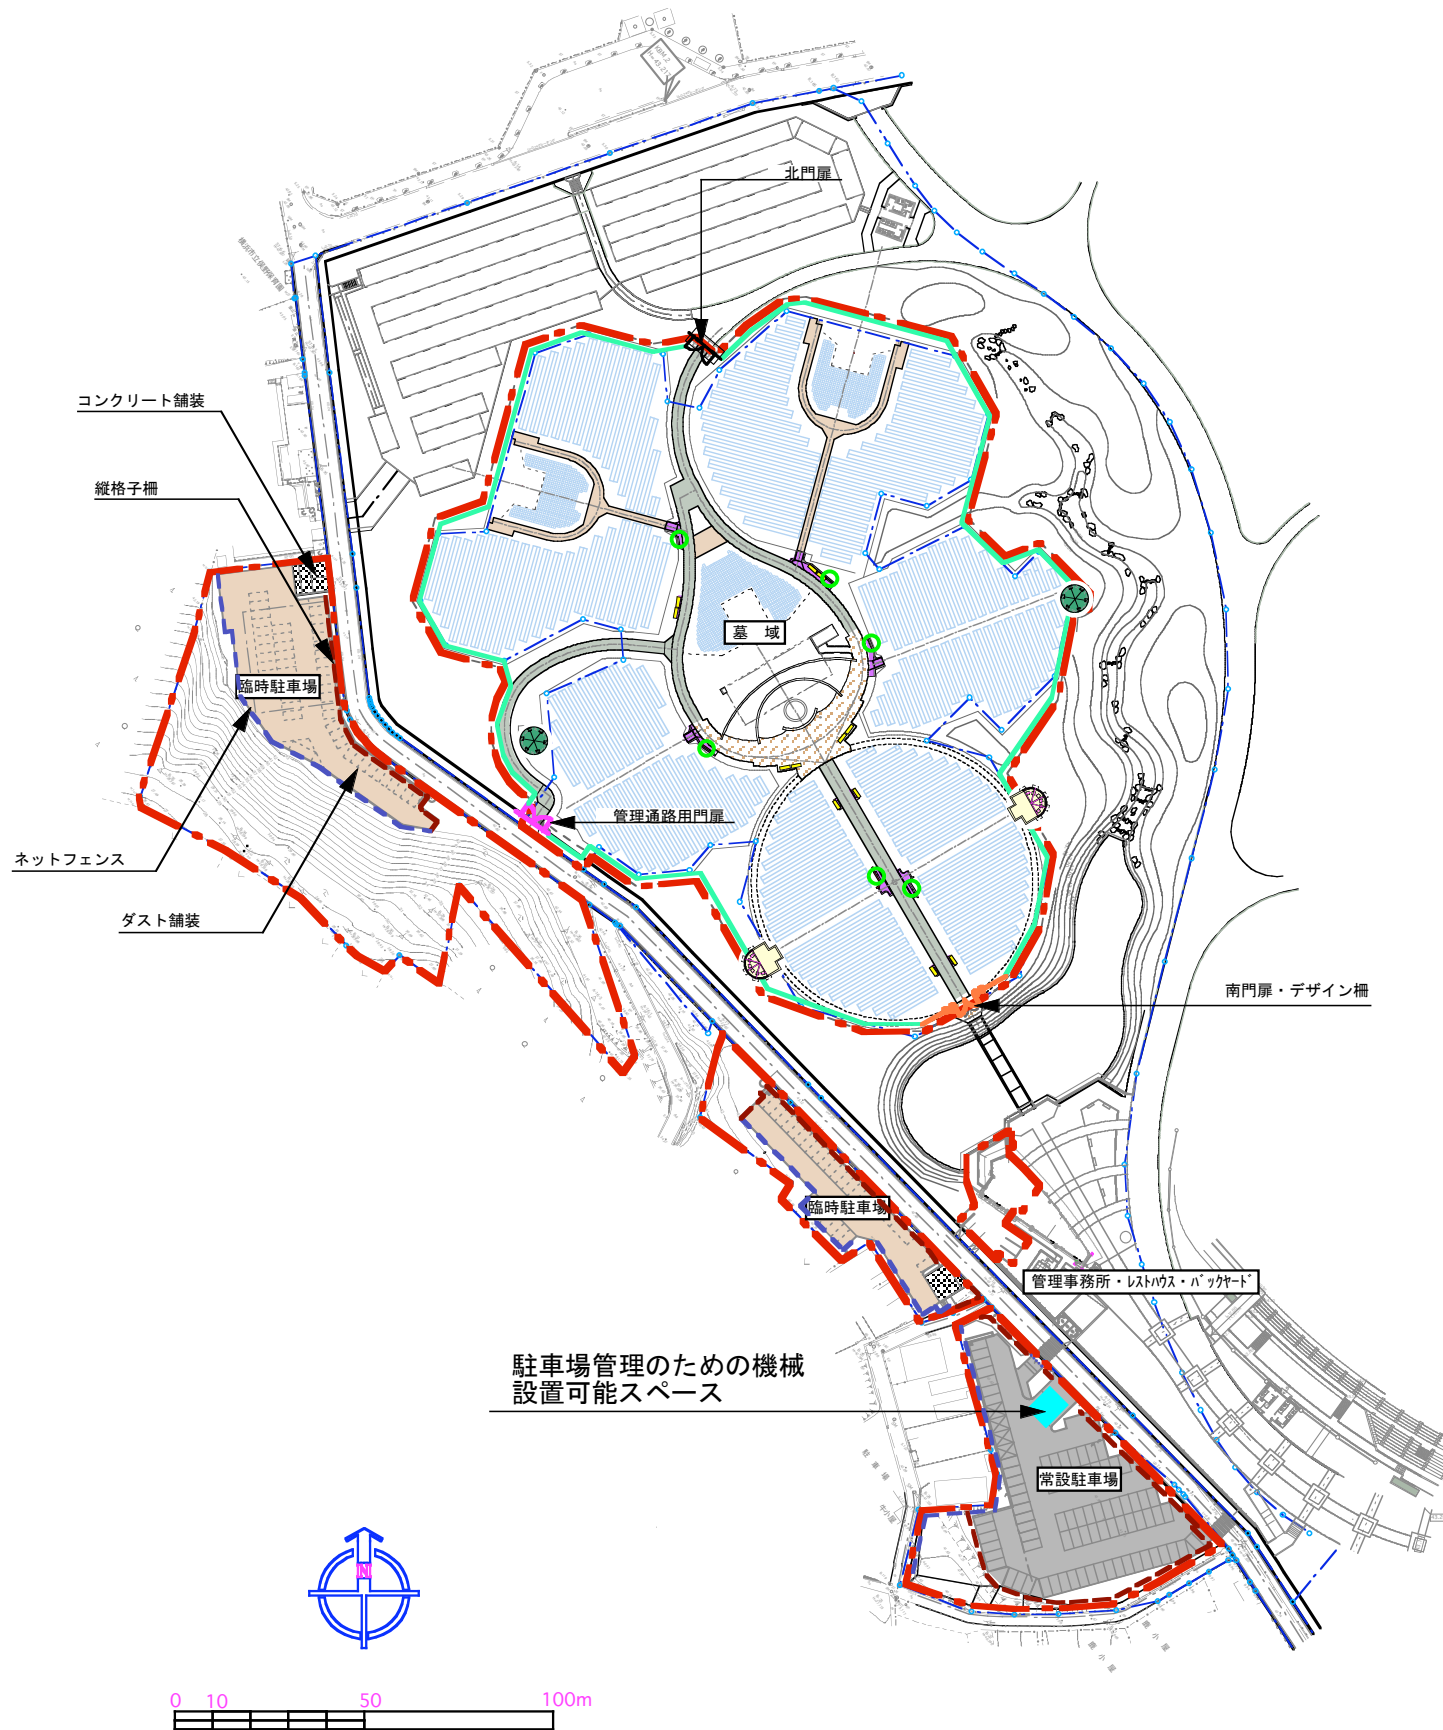 北門扉
コンクリート舗装
縦格子柵
墓 域
臨時駐車場
管理通路用門扉
ネットフェンス
ダスト舗装
南門扉・デザイン柵
臨時駐車場
管理事務所・レストハウス・バックヤード
駐車場管理のための機械
設置可能スペース
常設駐車場
N
0 10 50 100m